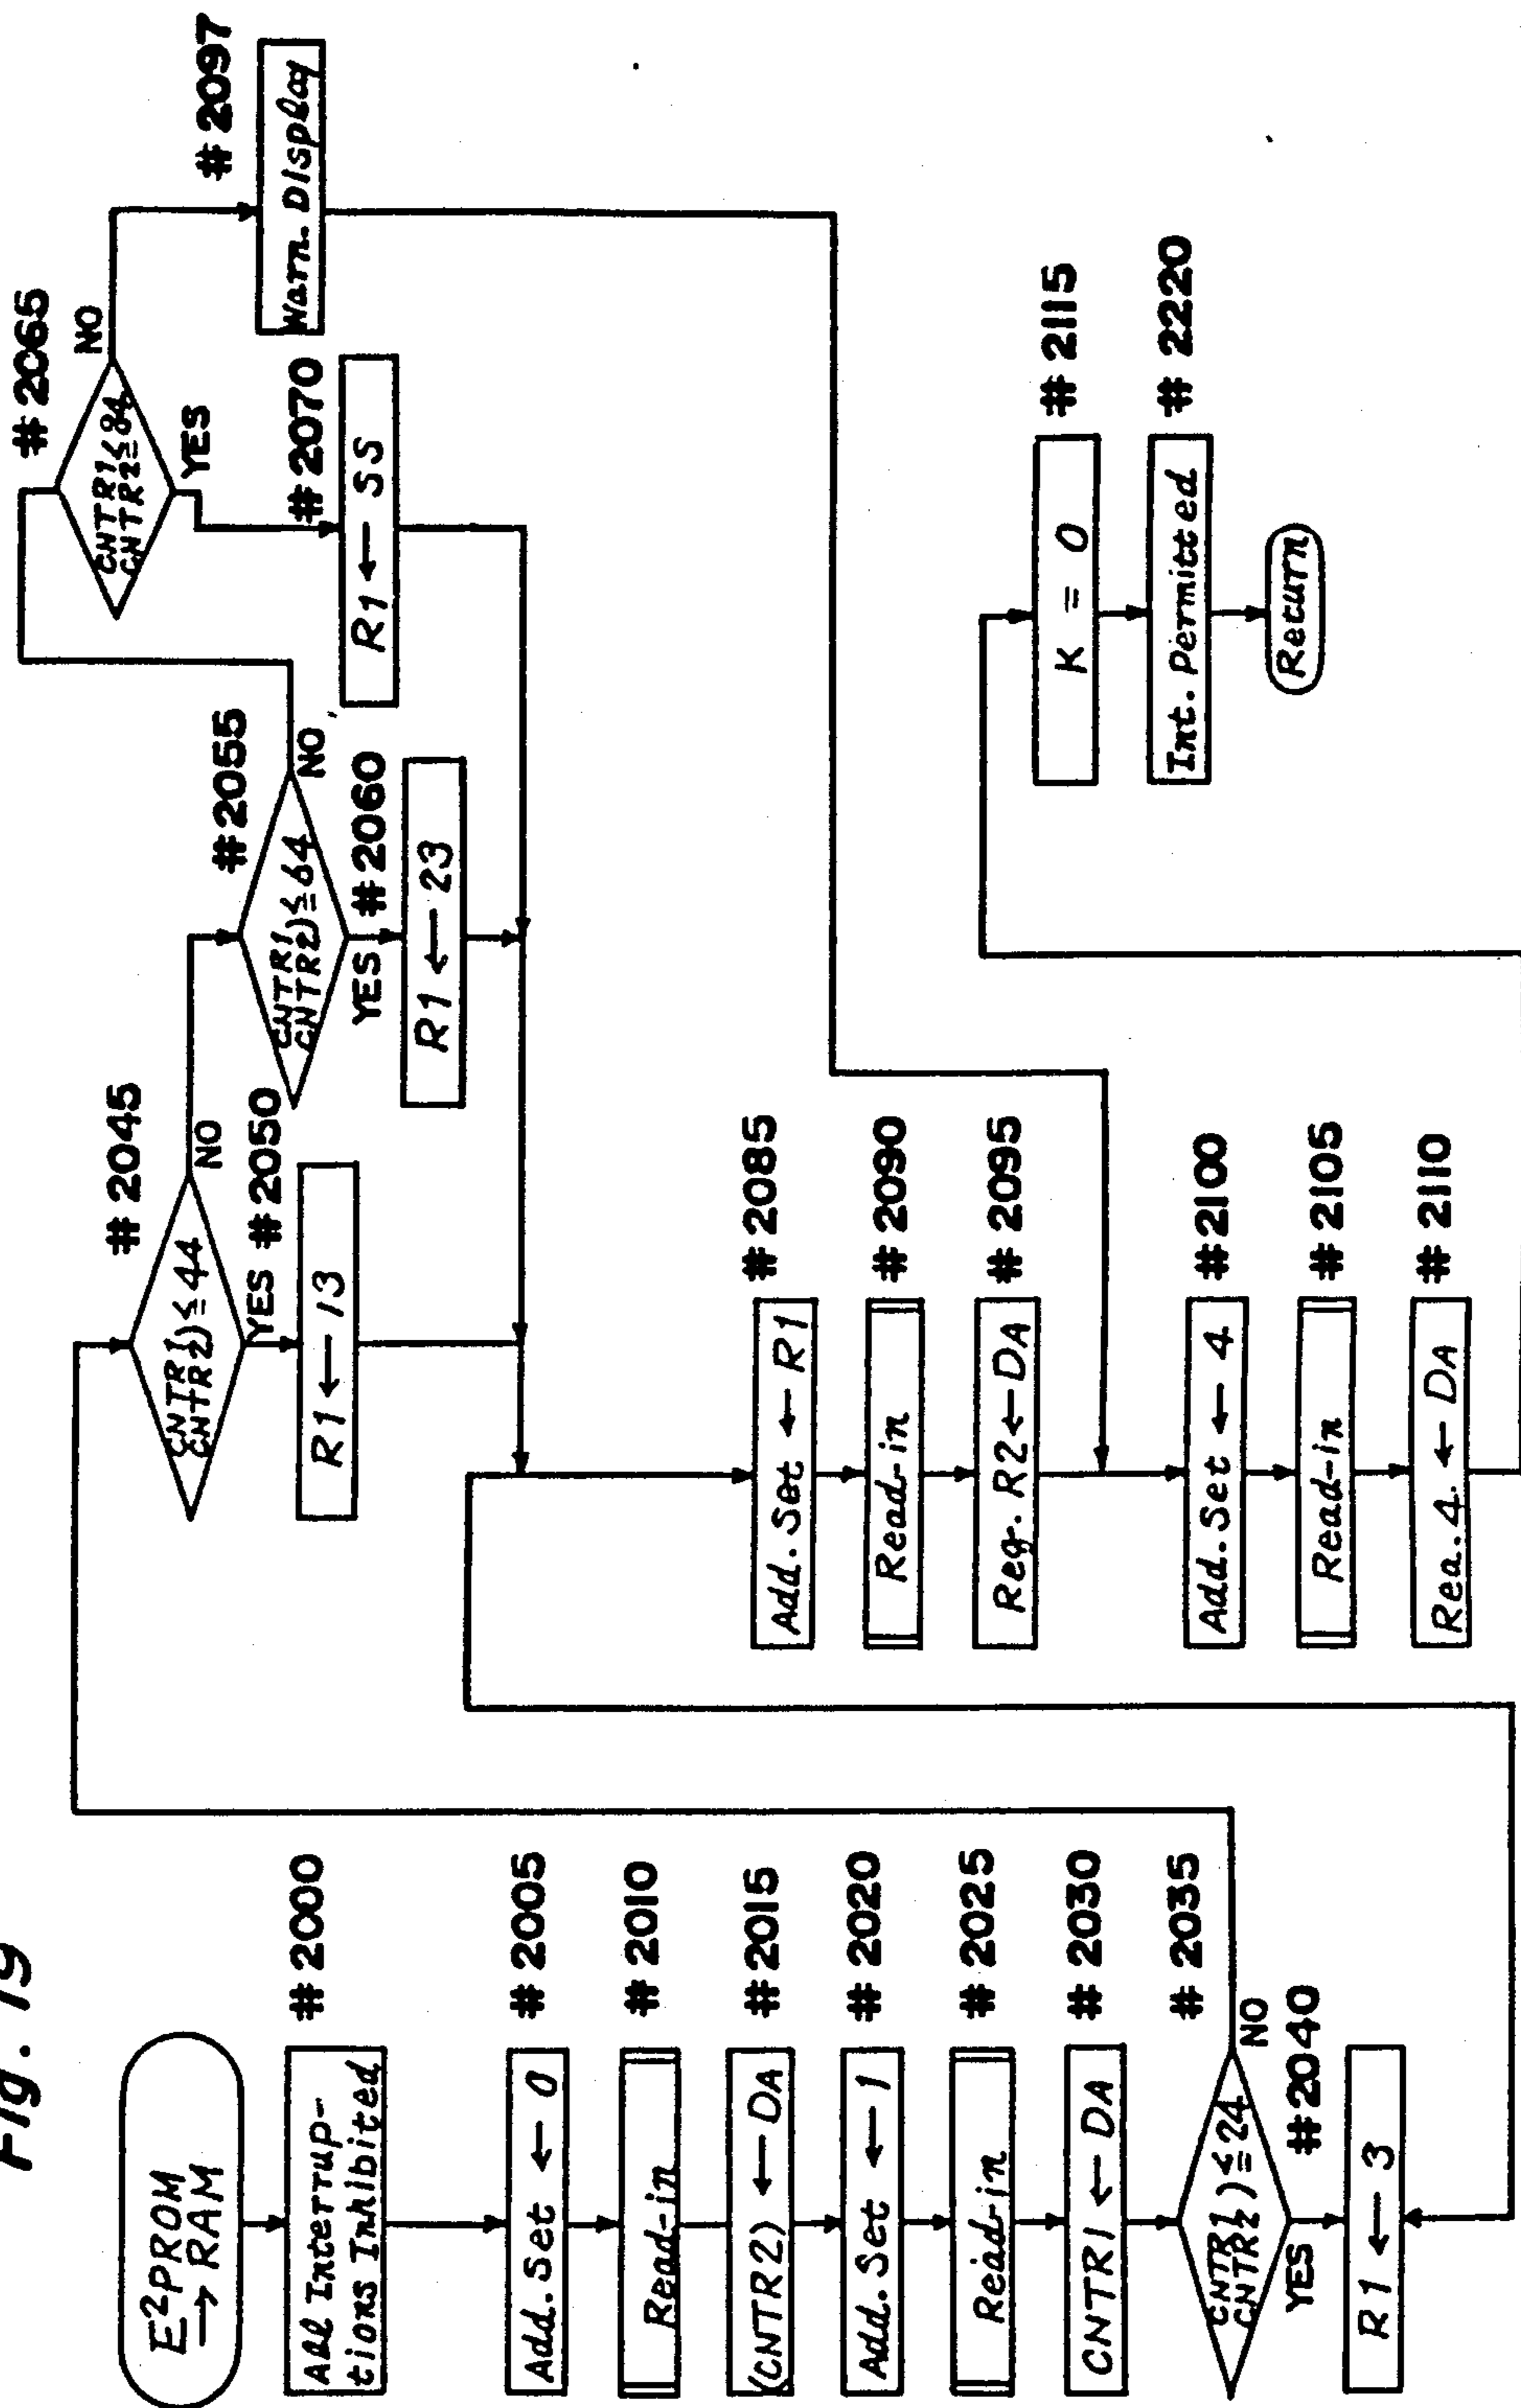 Fig. 19
E²PROM
→ RAM
All Interrup-
tions Inhibited
#2000
Add. Set ← 0
#2005
Read-in
#2010
(CNTR2) ← DA
#2015
Add. Set ← 1
#2020
Read-in
#2025
CNTR1 ← DA
#2030
CNTR1
CNTR2) ≦ 24
#2035
NO
YES
#2040
R1 ← 3
CNTR1
CNTR2) ≦ 44
#2045
NO
YES
#2050
R1 ← 13
CNTR1
CNTR2) ≦ 64
#2055
NO
YES
#2060
R1 ← 23
CNTR1
CNTR2 ≦ 84
#2065
NO
YES
#2070
R1 ← SS
Warn. Display
#2097
Add. Set ← R1
#2085
Read-in
#2090
Reg. R2 ← DA
#2095
Add. Set ← 4
#2100
Read-in
#2105
Rea. 4. ← DA
#2110
K = 0
#2115
Int. Permitted
#2220
Return